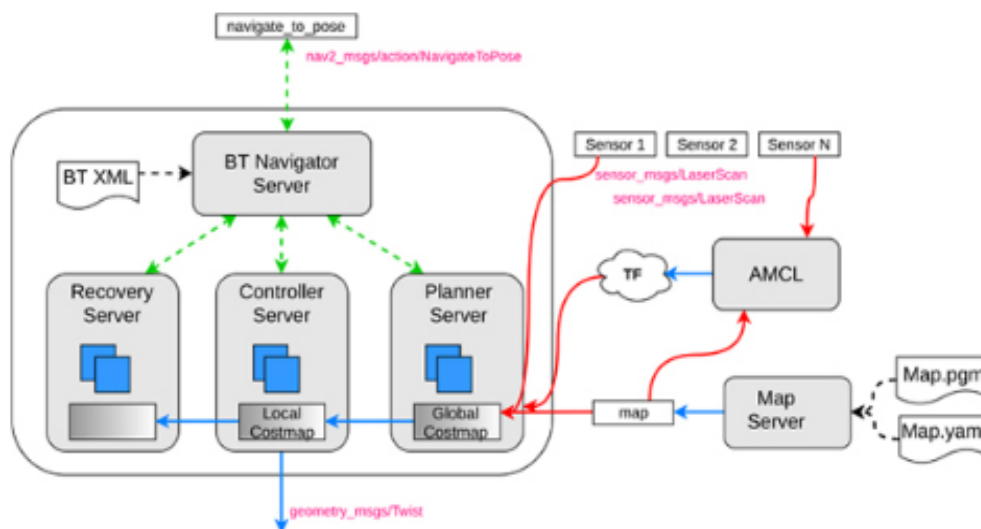 navigate_to_pose
nav2_msgs/action/NavigateToPose
BT XML
BT Navigator
Server
Sensor 1
Sensor 2
Sensor N
sensor_msgs/LaserScan
sensor_msgs/LaserScan
Recovery
Server
Controller
Server
Planner
Server
TF
AMCL
Local
Costmap
Global
Costmap
map
Map
Server
Map.pgm
Map.yam
geometry_msgs/Twist